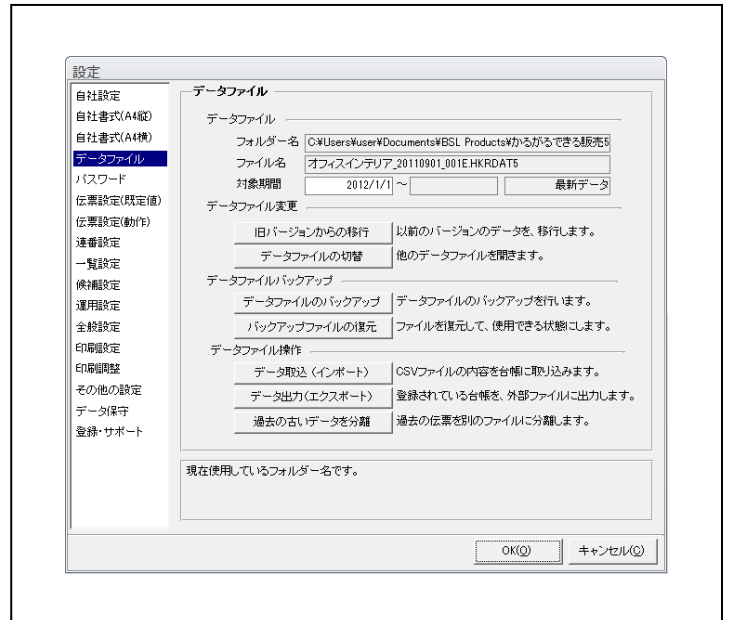 設定
自社設定
自社書式(A4縦)
自社書式(A4横)
データファイル
パスワード
伝票設定(既定値)
伝票設定(動作)
連番設定
一覧設定
候補設定
運用設定
全般設定
印刷設定
印刷調整
その他の設定
データ保守
登録・サポート
データファイル
データファイル
フォルダー名 C:¥Users¥user¥Documents¥BSL Products¥かるがるできる販売5
ファイル名 オフィスインテリア_20110901_001E.HKRDAT5
対象期間 2012/1/1 ~ 最新データ
データファイル変更
旧バージョンからの移行 以前のバージョンのデータを、移行します。
データファイルの切替 他のデータファイルを開きます。
データファイルバックアップ
データファイルのバックアップ データファイルのバックアップを行います。
バックアップファイルの復元 ファイルを復元して、使用できる状態にします。
データファイル操作
データ取込 (インポート) CSVファイルの内容を台帳に取り込みます。
データ出力(エクスポート) 登録されている台帳を、外部ファイルに出力します。
過去の古いデータを分離 過去の伝票を別のファイルに分離します。
現在使用しているフォルダー名です。
OK(O) キャンセル(C)